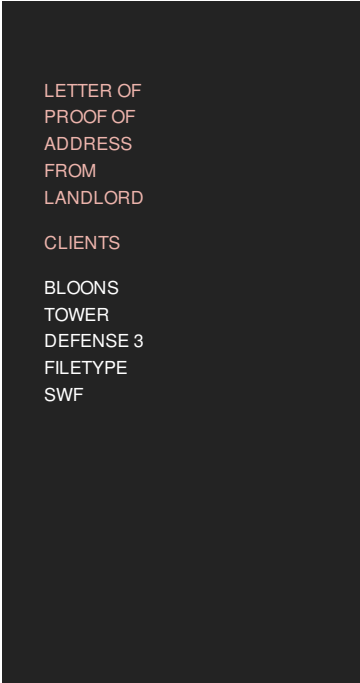 LETTER OF
PROOF OF
ADDRESS
FROM
LANDLORD
CLIENTS
BLOONS
TOWER
DEFENSE 3
FILETYPE
SWF